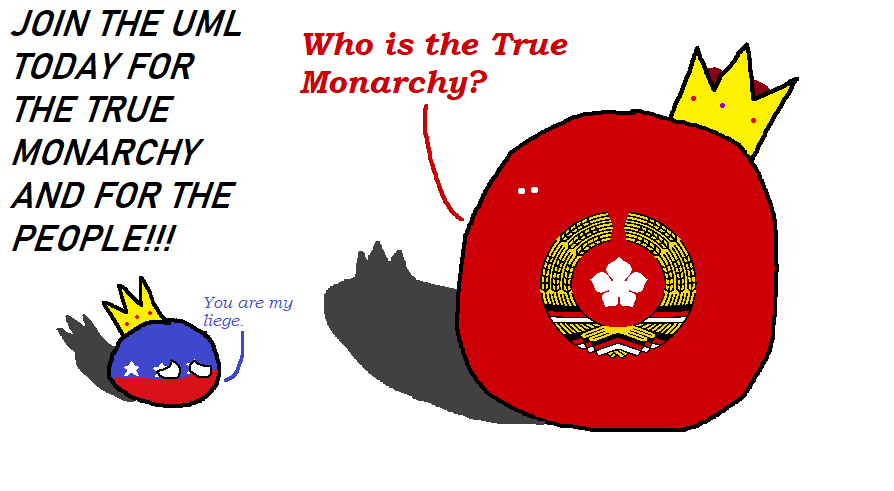 JOIN THE UML
TODAY FOR
THE TRUE
MONARCHY
AND FOR THE
PEOPLE!!!
Who is the True
Monarchy?
You are my
liege.